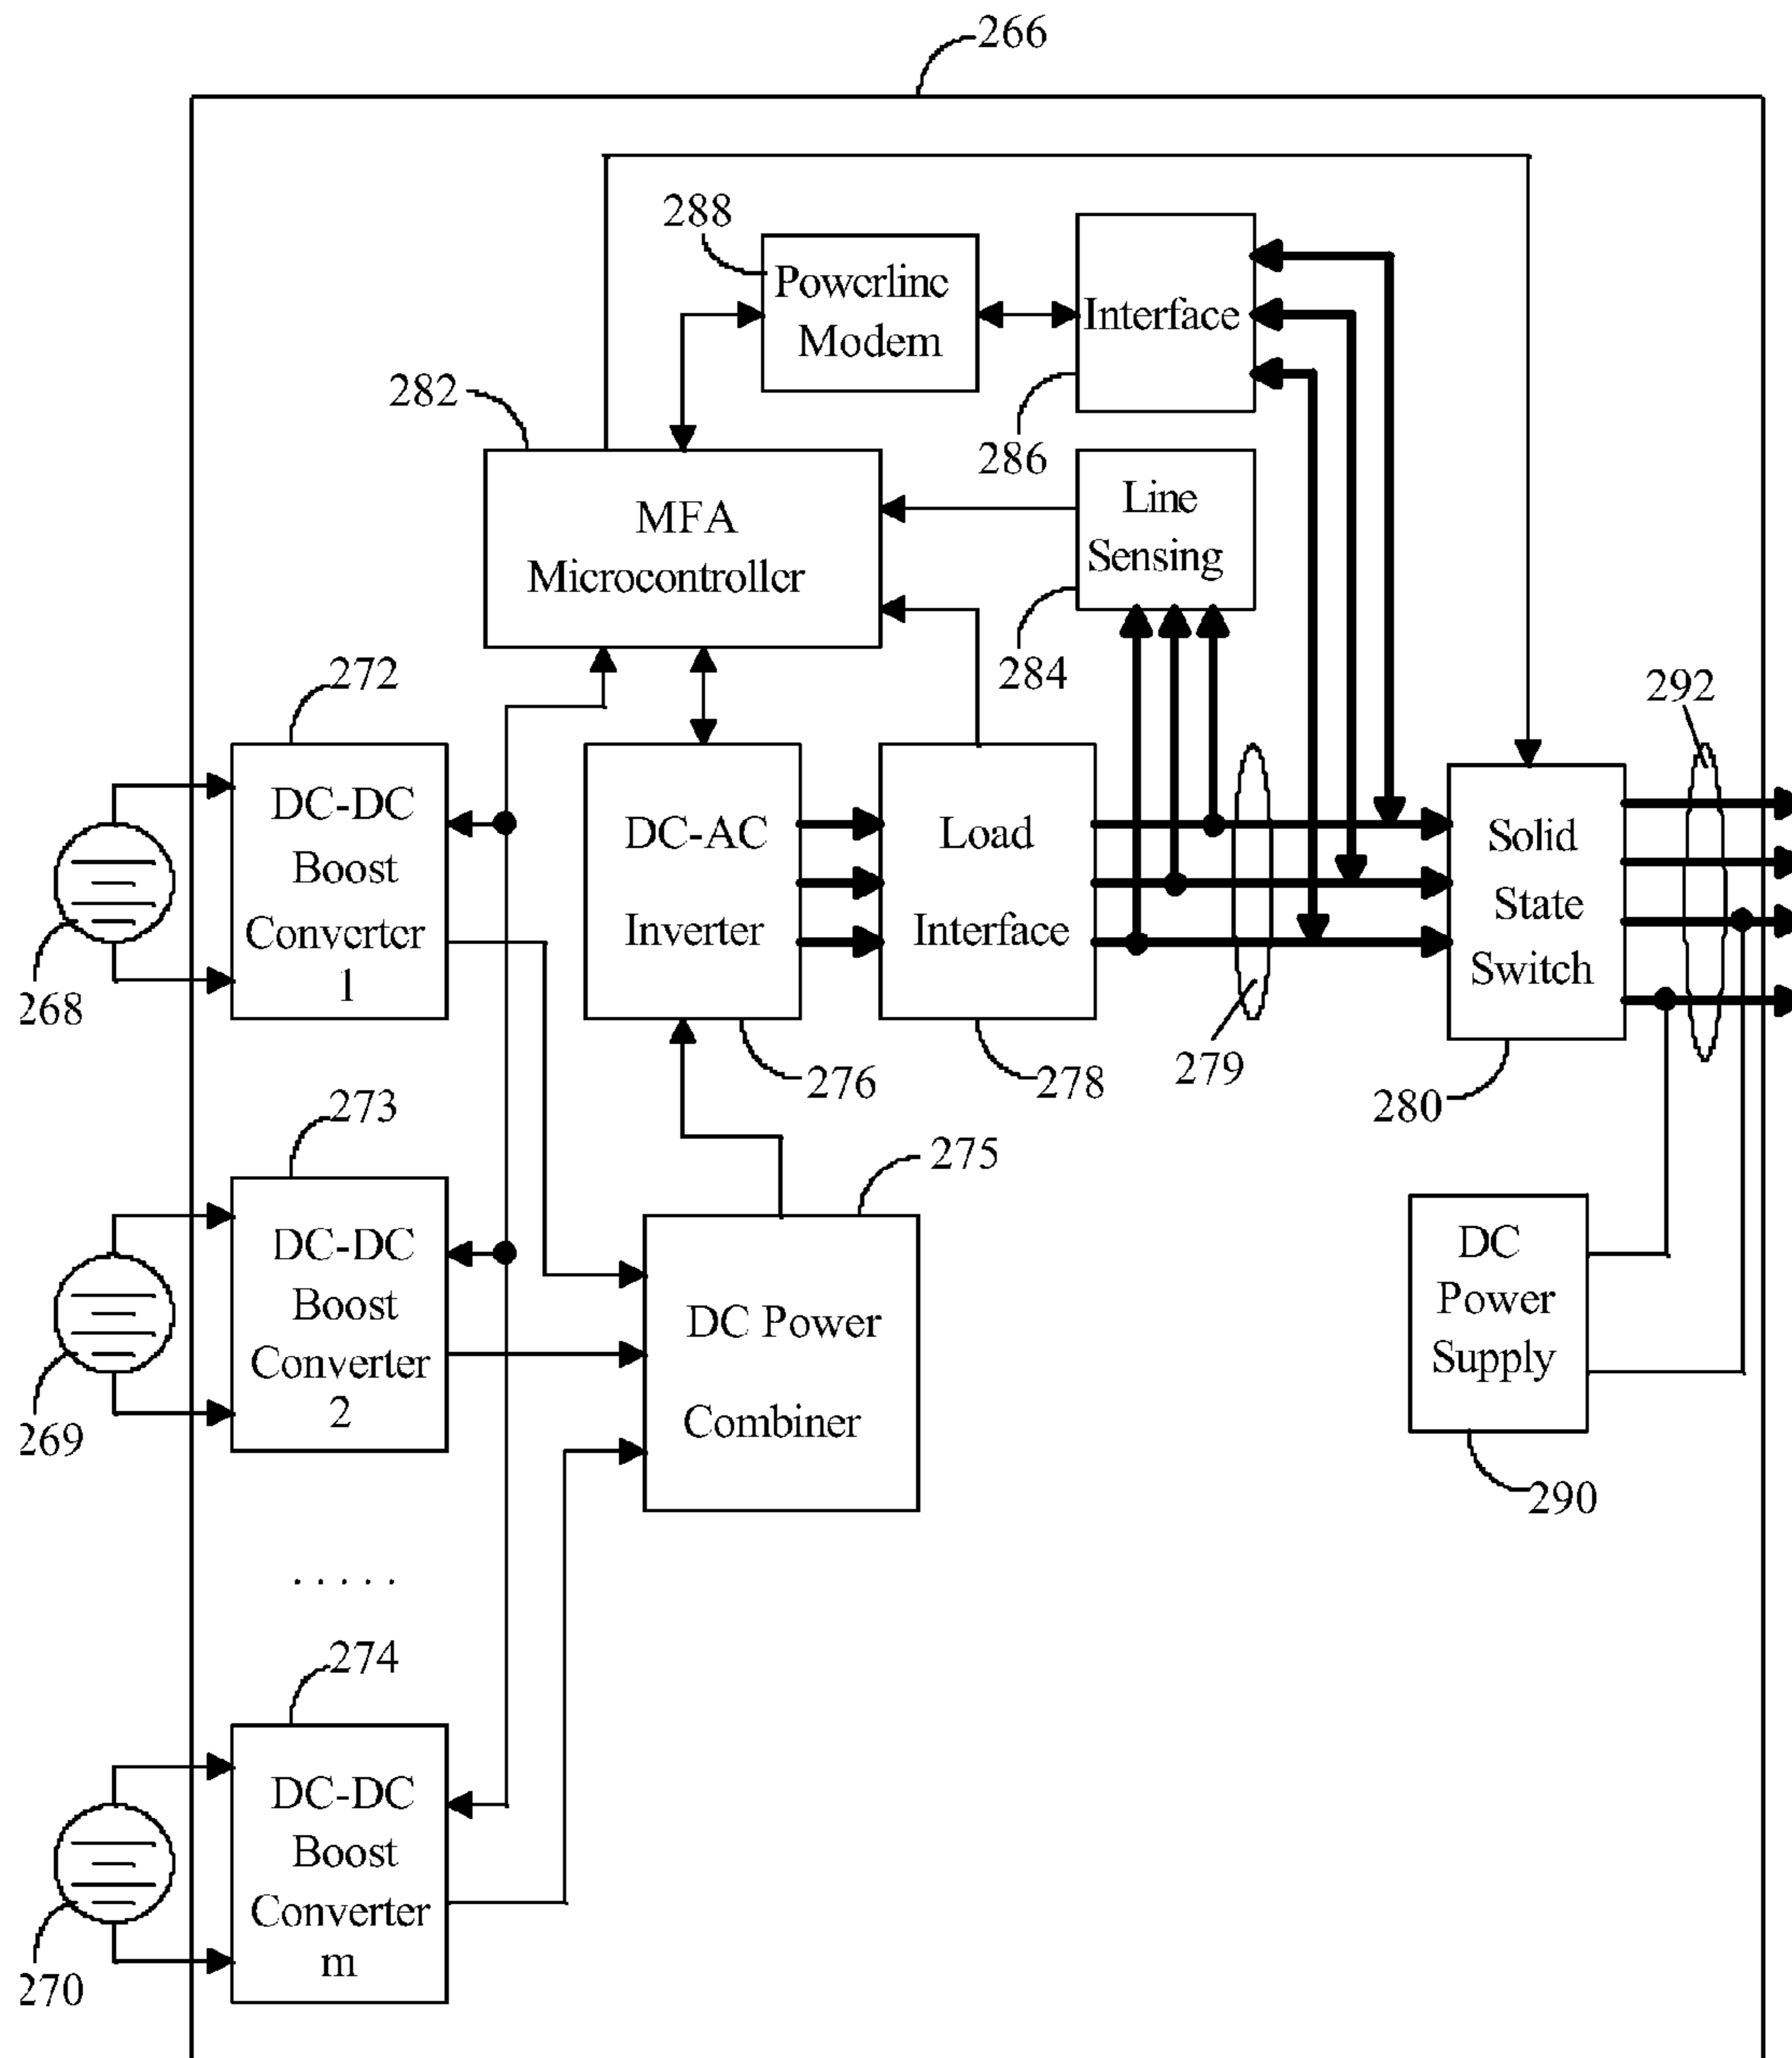 266
288
Powerline
Modem
Interface
282
286
MFA
Microcontroller
Line
Sensing
284
272
292
DC-DC
Boost
Converter
1
DC-AC
Inverter
Load
Interface
Solid
State
Switch
268
276
278
279
280
273
275
DC-DC
Boost
Converter
2
DC Power
Combiner
DC
Power
Supply
269
290
.....
274
DC-DC
Boost
Converter
m
270